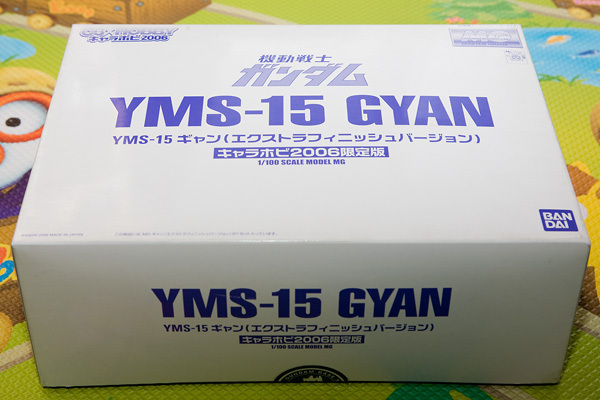 キャラホビ2006
機動戦士
ガンダム
YMS-15 GYAN
YMS-15 ギャン(エクストラフィニッシュバージョン)
キャラホビ2006限定版
1/100 SCALE MODEL MG
BAN
DAI
YMS-15 GYAN
YMS-15 ギャン(エクストラフィニッシュバージョン)
キャラホビ2006限定版
1/100 SCALE MODEL MG